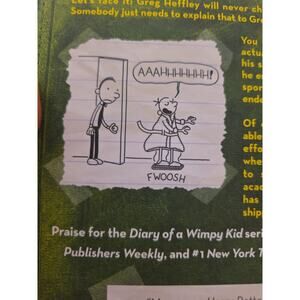 Let's face it: Greg Heffley will never ch
Somebody just needs to explain that to Gre
You
actu
his s
he e
spor
ende
AAAHHHHHHH!
FWOOSH
Of
able
effo
whe
to s
acad
has
ship
Praise for the Diary of a Wimpy Kid seri
Publishers Weekly, and #1 New York T